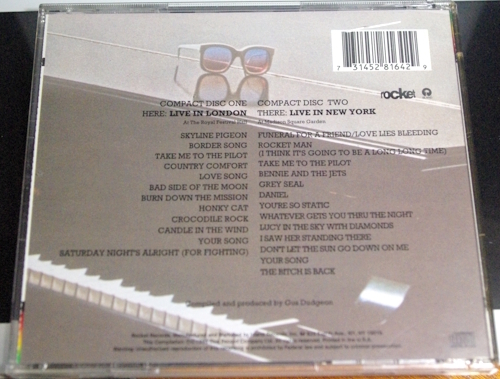 7 31452 81642 9
rocket
COMPACT DISC ONE
HERE: LIVE IN LONDON
At The Royal Festival Hall
SKYLINE PIGEON
BORDER SONG
TAKE ME TO THE PILOT
COUNTRY COMFORT
LOVE SONG
BAD SIDE OF THE MOON
BURN DOWN THE MISSION
HONKY CAT
CROCODILE ROCK
CANDLE IN THE WIND
YOUR SONG
SATURDAY NIGHT'S ALRIGHT (FOR FIGHTING)
COMPACT DISC TWO
THERE: LIVE IN NEW YORK
At Madison Square Garden
FUNERAL FOR A FRIEND/LOVE LIES BLEEDING
ROCKET MAN
(I THINK IT'S GOING TO BE A LONG LONG TIME)
TAKE ME TO THE PILOT
BENNIE AND THE JETS
GREY SEAL
DANIEL
YOU'RE SO STATIC
WHATEVER GETS YOU THRU THE NIGHT
LUCY IN THE SKY WITH DIAMONDS
I SAW HER STANDING THERE
DON'T LET THE SUN GO DOWN ON ME
YOUR SONG
THE BITCH IS BACK
Compiled and produced by Gus Dudgeon